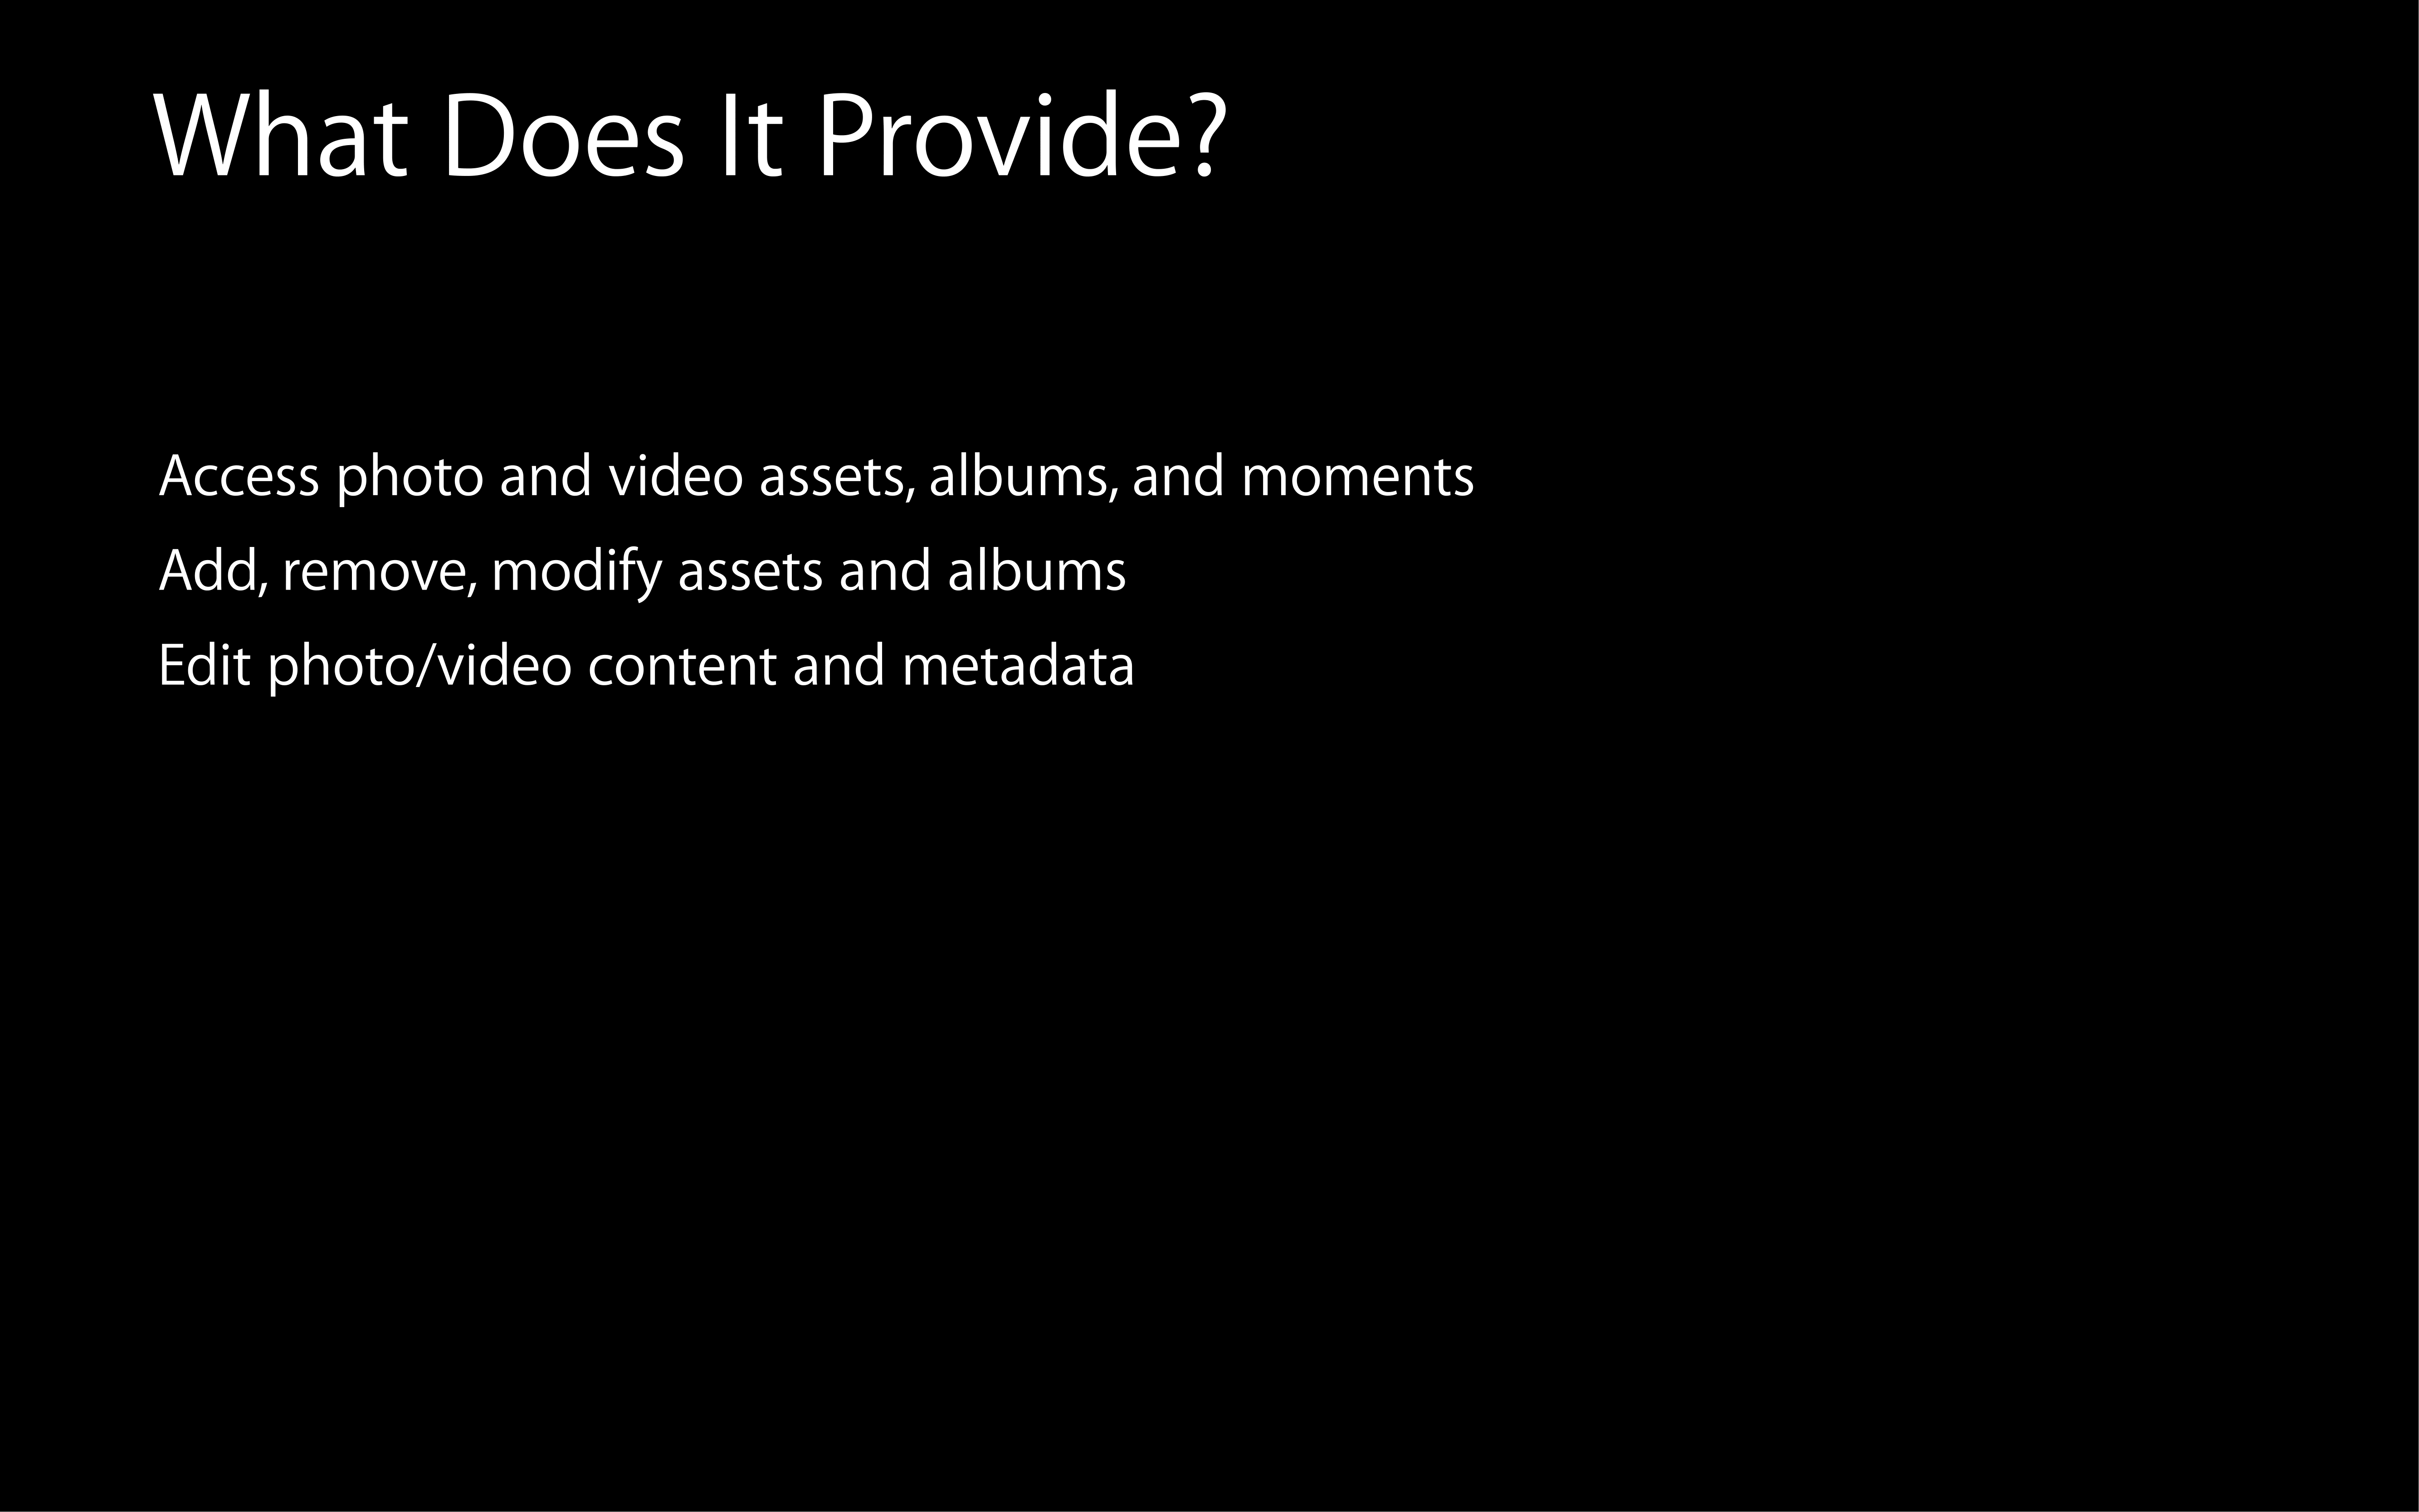 What Does It Provide?
Access photo and video assets, albums, and moments
Add, remove, modify assets and albums
Edit photo/video content and metadata